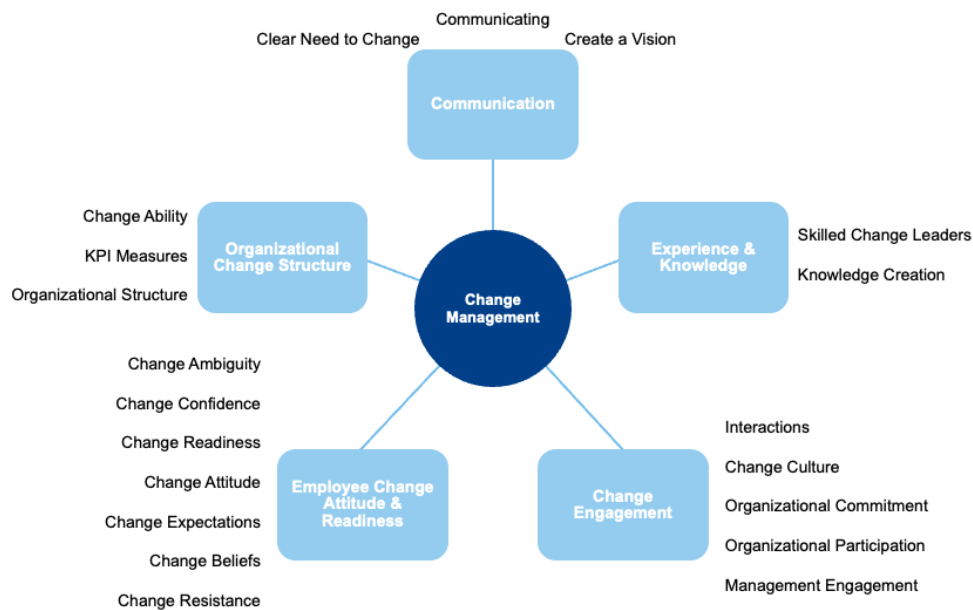 Communicating
Clear Need to Change
Create a Vision
Communication
Change Ability
KPI Measures
Organizational Structure
Organizational
Change Structure
Experience &
Knowledge
Skilled Change Leaders
Knowledge Creation
Change
Management
Change Ambiguity
Change Confidence
Change Readiness
Change Attitude
Change Expectations
Change Beliefs
Change Resistance
Employee Change
Attitude &
Readiness
Change
Engagement
Interactions
Change Culture
Organizational Commitment
Organizational Participation
Management Engagement